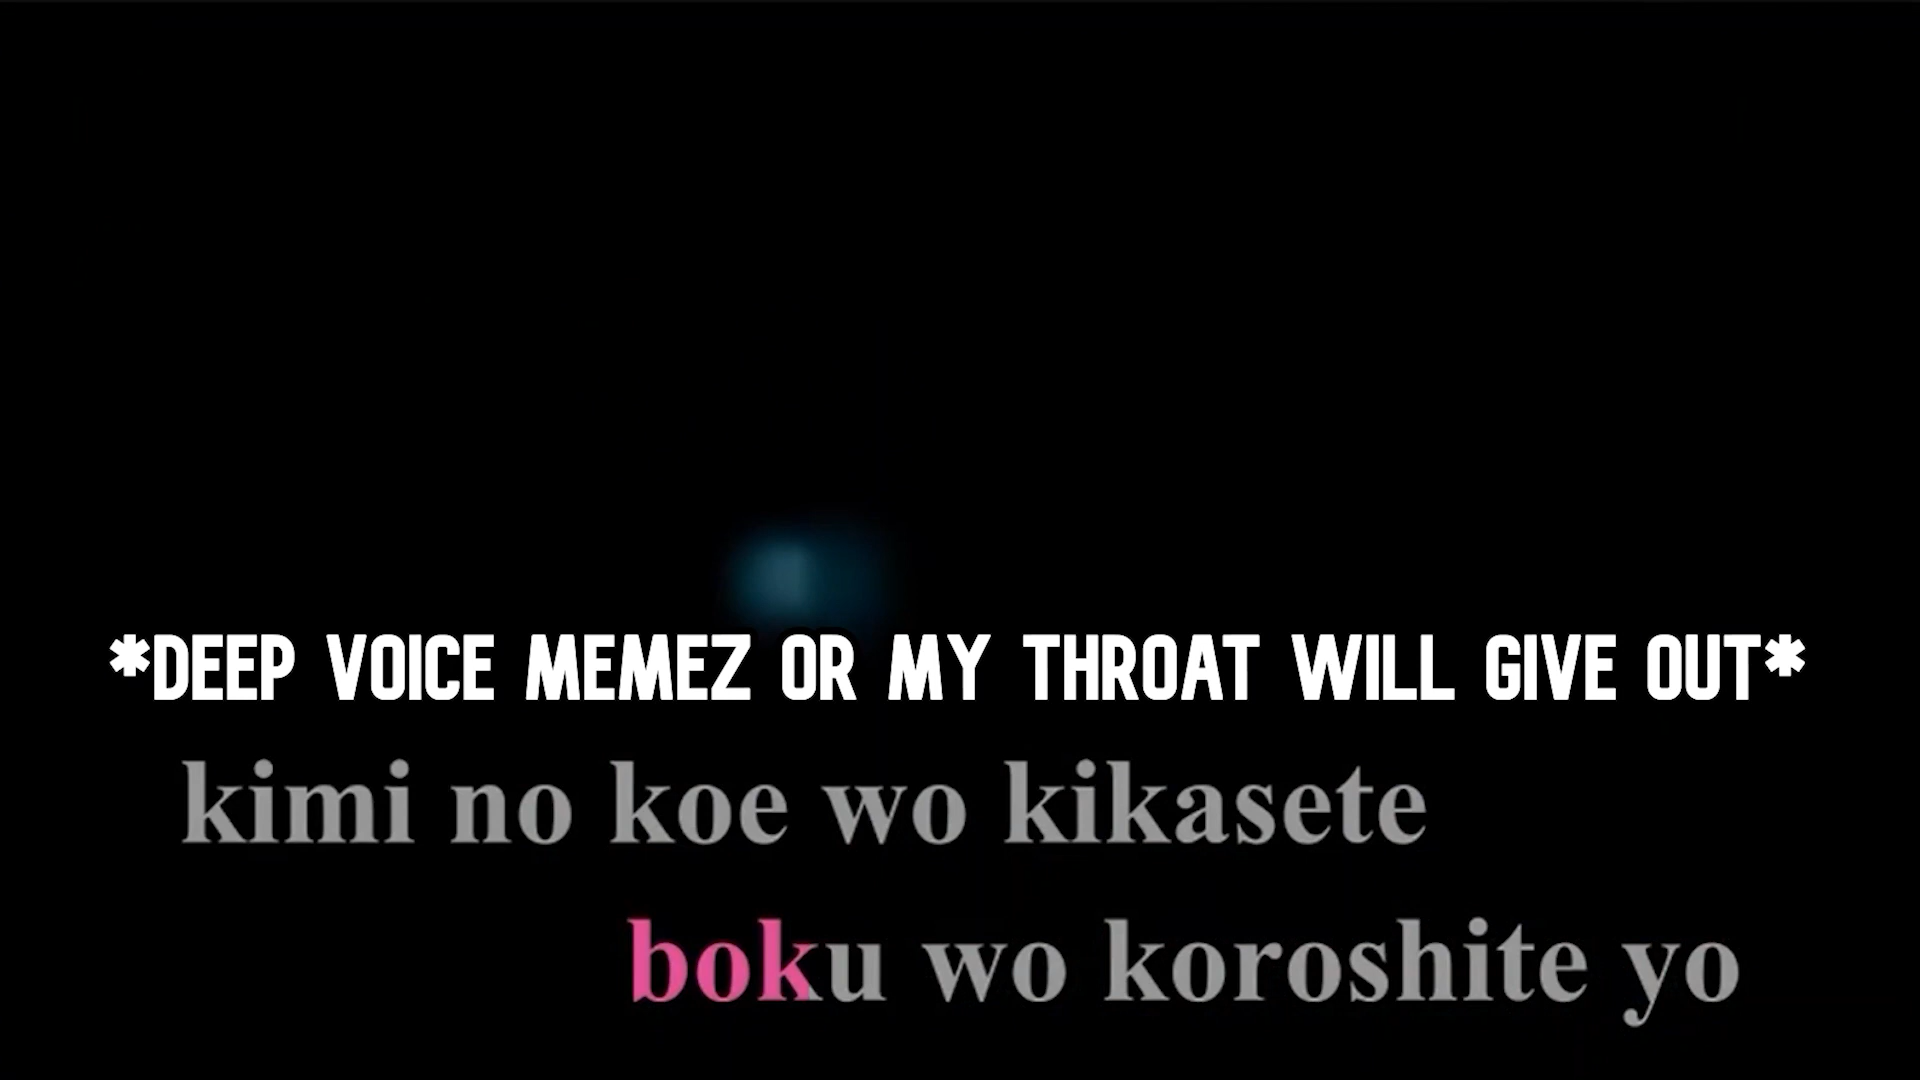 *DEEP VOICE MEMEZ OR MY THROAT WILL GIVE OUT*
kimi no koe wo kikasete
boku wo koroshite yo